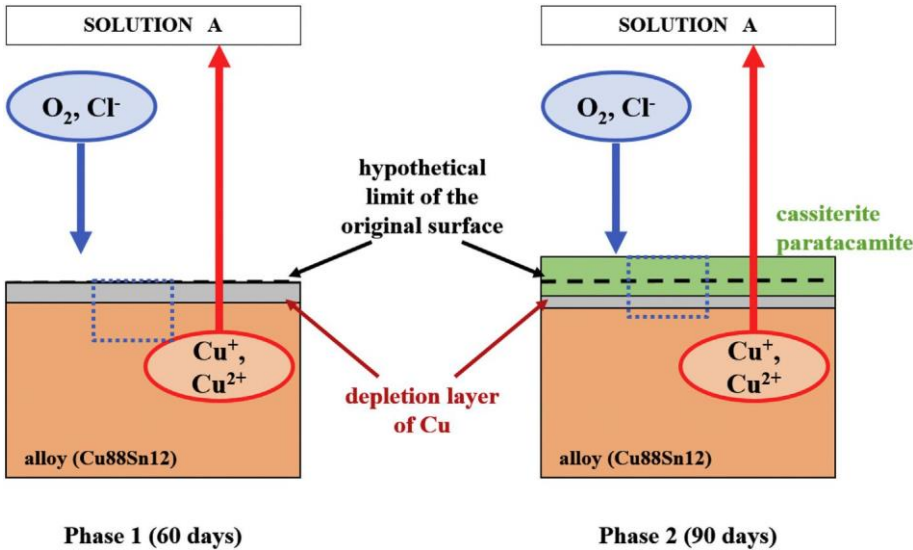 SOLUTION A
SOLUTION A
O₂, Cl⁻
O₂, Cl⁻
hypothetical
limit of the
original surface
cassiterite
paratacamite
Cu⁺,
Cu²⁺
Cu⁺,
Cu²⁺
depletion layer
of Cu
alloy (Cu88Sn12)
alloy (Cu88Sn12)
Phase 1 (60 days)
Phase 2 (90 days)